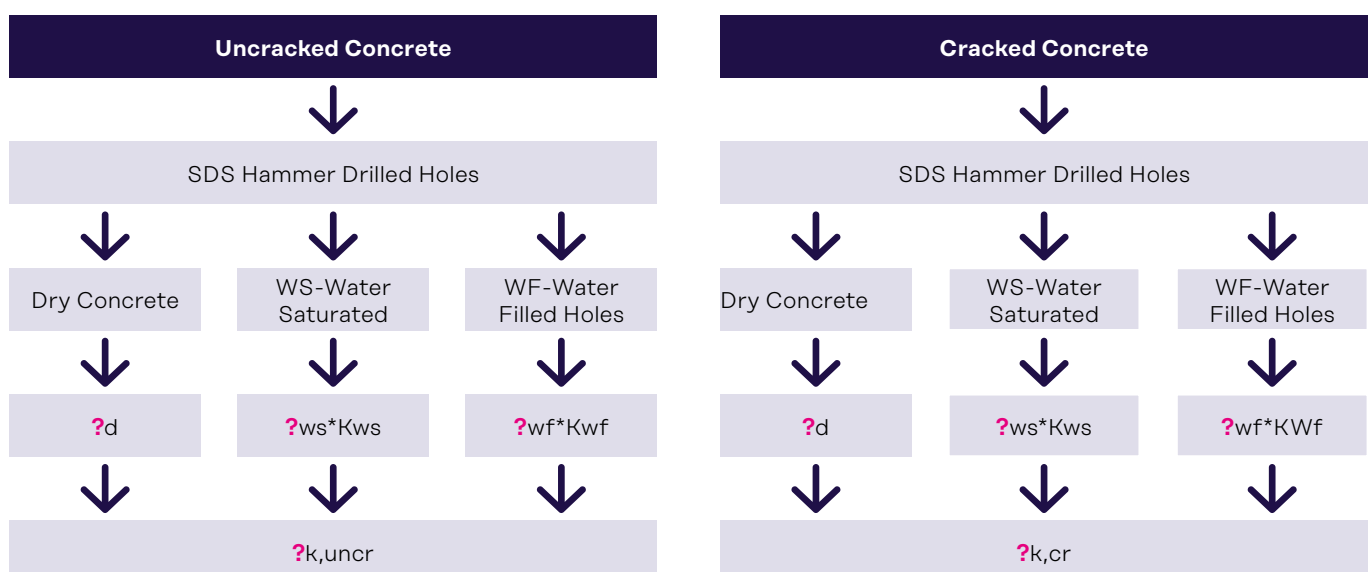 Uncracked Concrete
SDS Hammer Drilled Holes
Dry Concrete
WS-Water
Saturated
WF-Water
Filled Holes
?d
?ws*Kws
?wf*Kwf
?k,uncr
Cracked Concrete
SDS Hammer Drilled Holes
Dry Concrete
WS-Water
Saturated
WF-Water
Filled Holes
?d
?ws*Kws
?wf*KWf
?k,cr